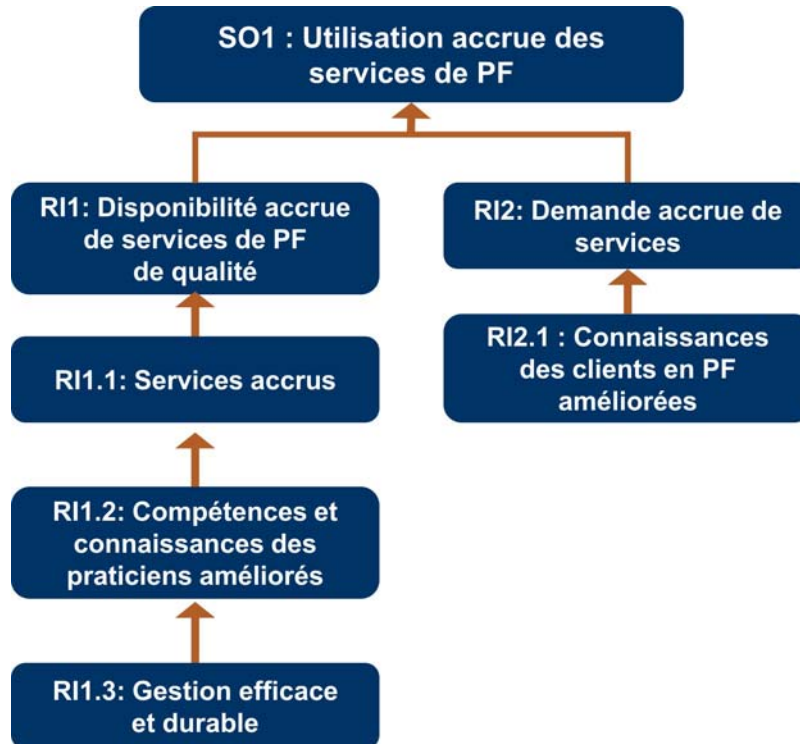 SO1 : Utilisation accrue des
services de PF
RI1: Disponibilité accrue
de services de PF
de qualité
RI2: Demande accrue de
services
RI1.1: Services accrus
RI2.1 : Connaissances
des clients en PF
améliorées
RI1.2: Compétences et
connaissances des
praticiens améliorés
RI1.3: Gestion efficace
et durable